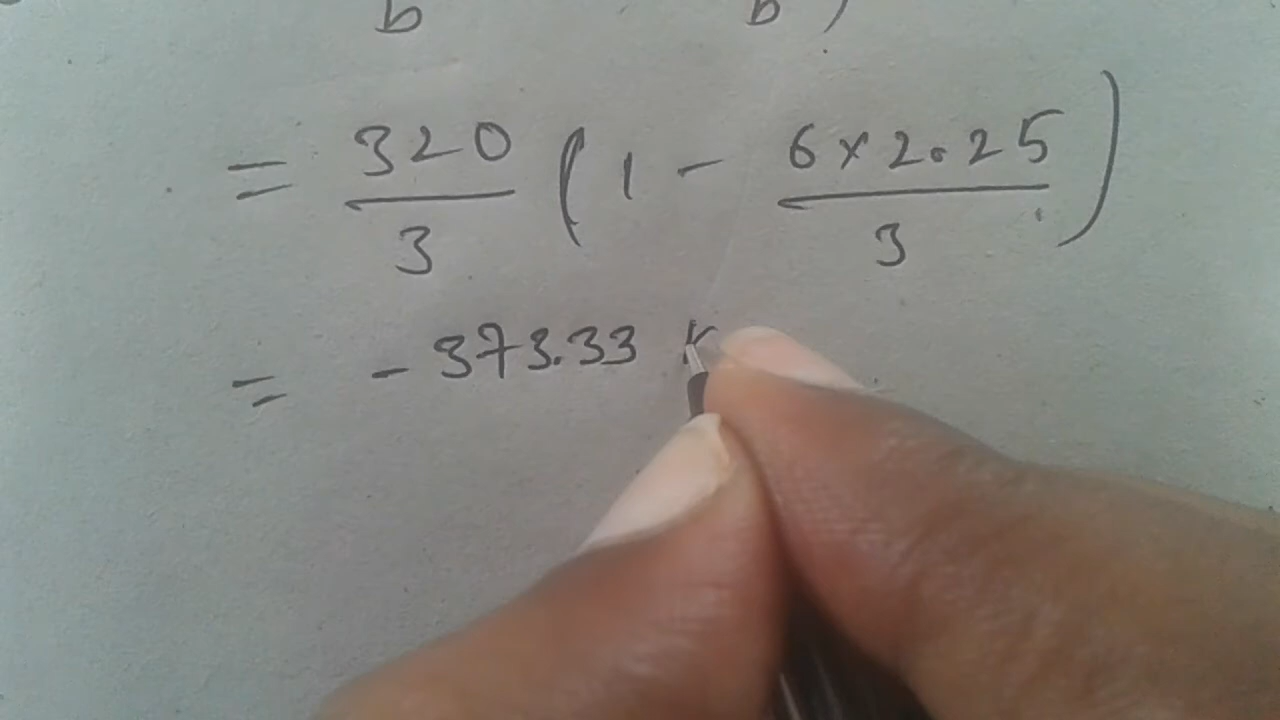 b b )
= 320/3 ( 1 - 6 × 2.25/3 )
= - 373.33 K